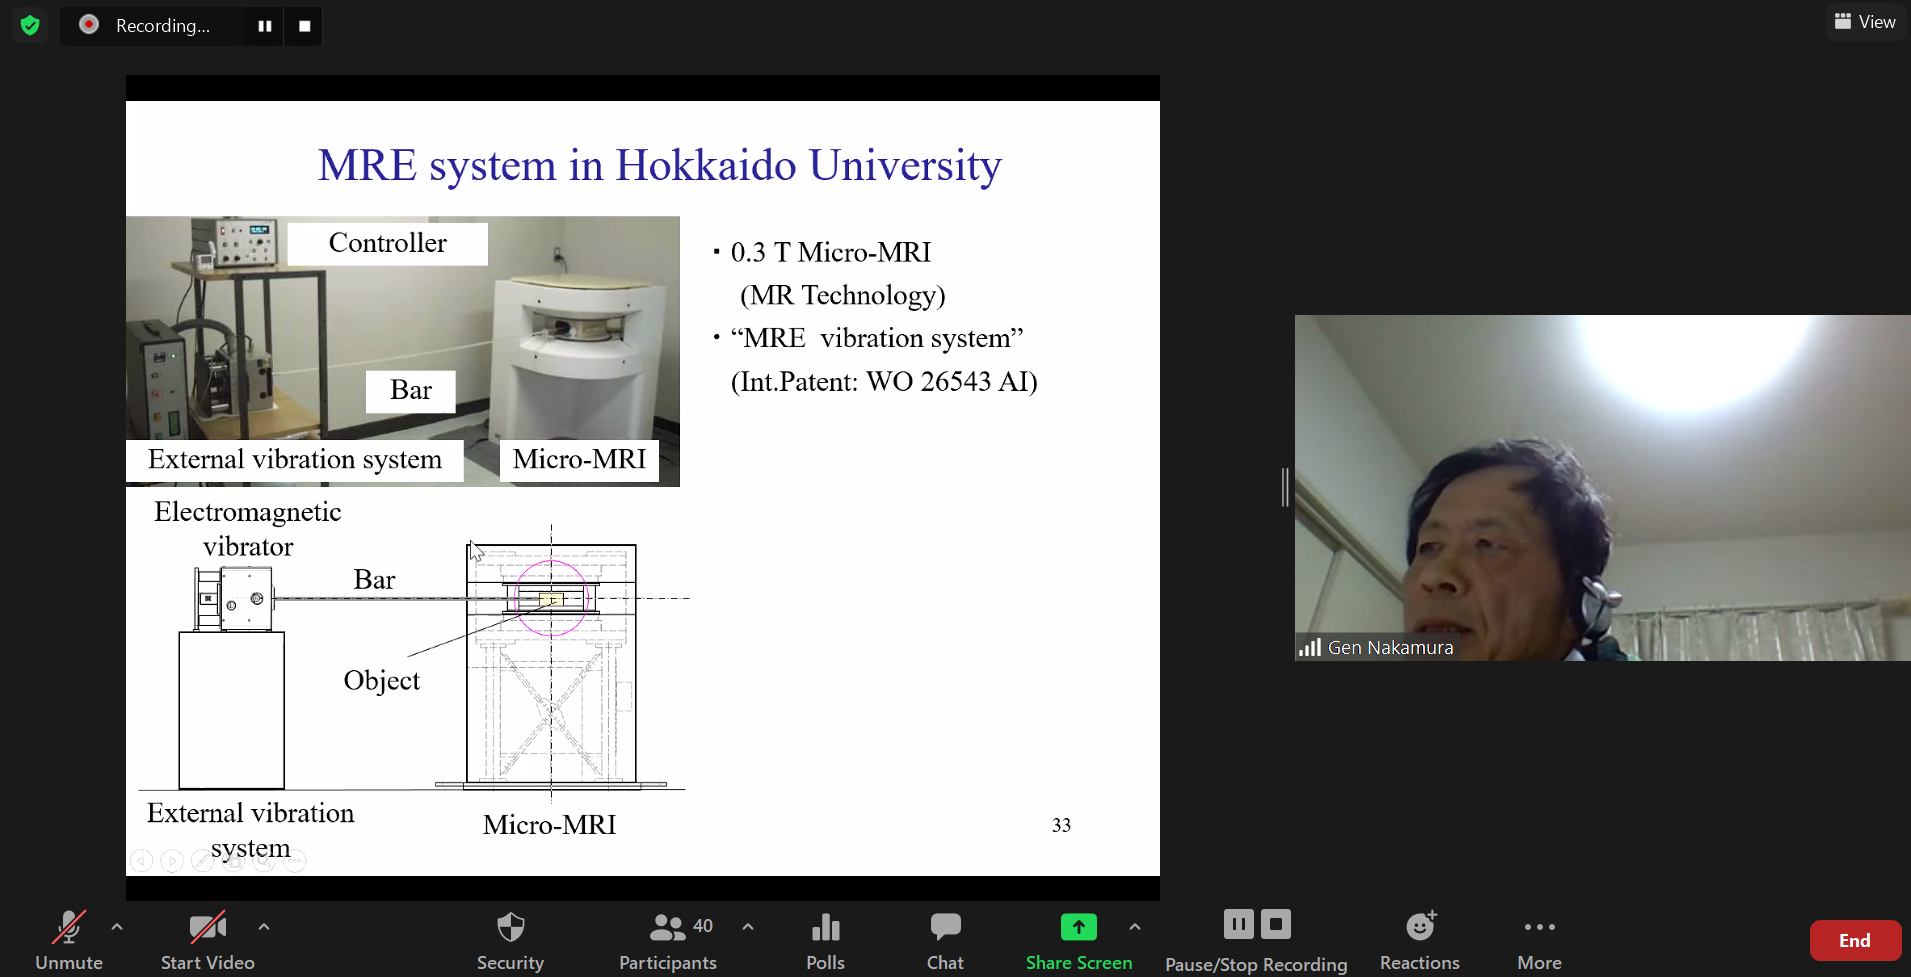 Recording...
View
MRE system in Hokkaido University
Controller
Bar
External vibration system
Micro-MRI
▪ 0.3 T Micro-MRI
(MR Technology)
• “MRE vibration system”
(Int.Patent: WO 26543 AI)
Electromagnetic
vibrator
Bar
Object
External vibration
system
Micro-MRI
33
Gen Nakamura
Unmute
Start Video
Security
40
Participants
Polls
Chat
Share Screen
Pause/Stop Recording
Reactions
More
End